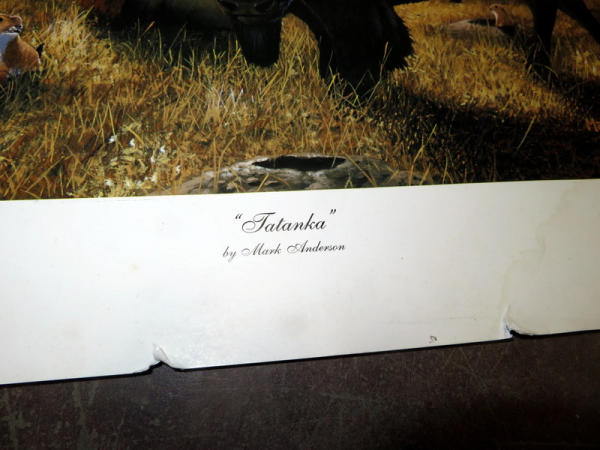 “Tatanka”
by Mark Anderson